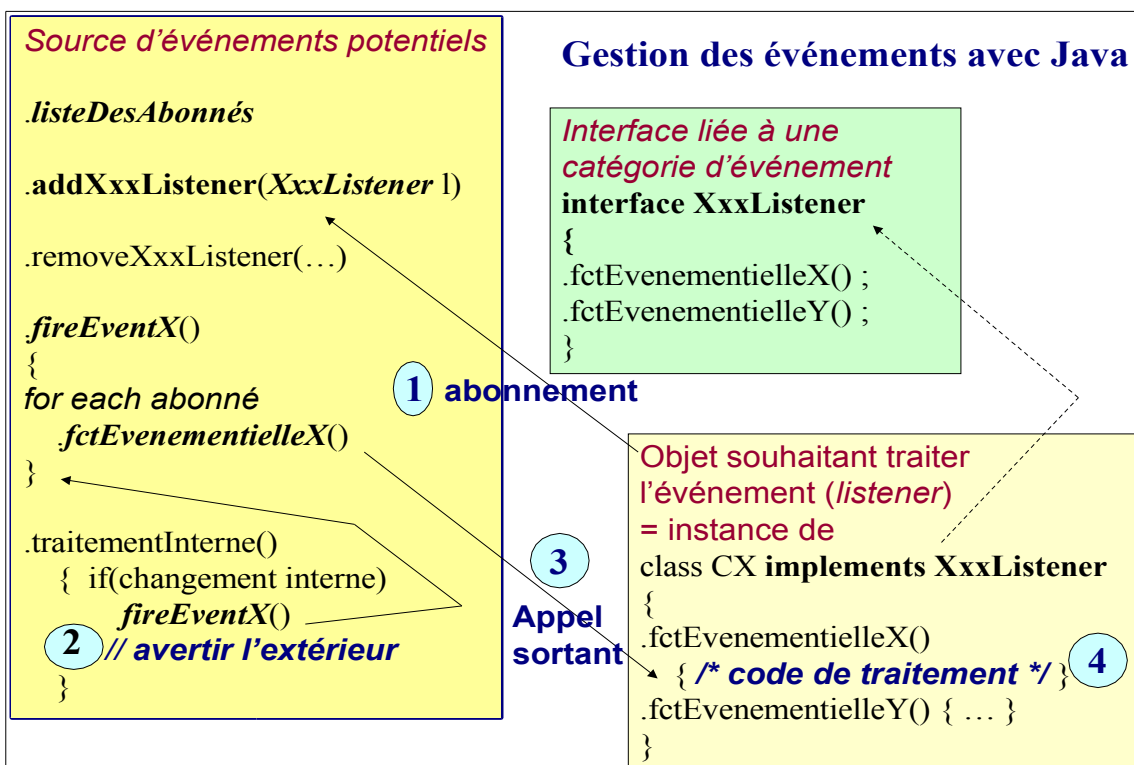 Source d'événements potentiels
.listeDesAbonnés
.addXxxListener(XxxListener l)
.removeXxxListener(…)
.fireEventX()
{
for each abonné
.fctEvenementielleX()
}
.traitementInterne()
{ if(changement interne)
fireEventX()
2 // avertir l'extérieur
}
Gestion des événements avec Java
Interface liée à une
catégorie d'événement
interface XxxListener
{
.fctEvenementielleX() ;
.fctEvenementielleY() ;
}
1 abonnement
3
Appel
sortant
Objet souhaitant traiter
l'événement (listener)
= instance de
class CX implements XxxListener
{
.fctEvenementielleX()
{ /* code de traitement */ } 4
.fctEvenementielleY() { … }
}